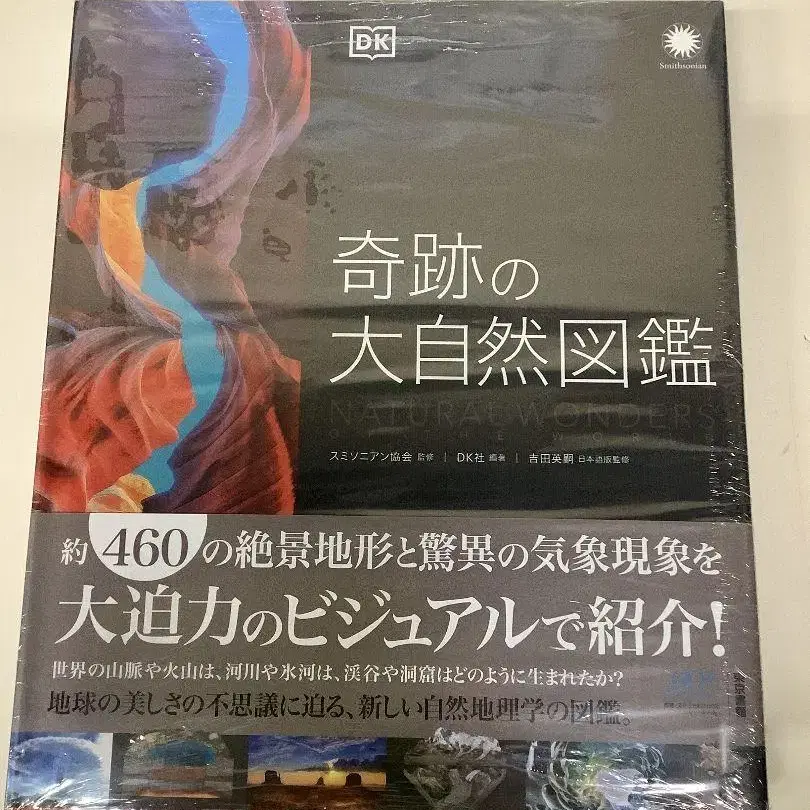 DK
Smithsonian
奇跡の
大自然図鑑
NATURAL WONDERS
スミソニアン協会 監修 | DK社 編著 | 吉田英嗣 日本語版監修
約460の絶景地形と驚異の気象現象を
大迫力のビジュアルで紹介!
世界の山脈や火山は、河川や氷河は、渓谷や洞窟はどのように生まれたか?
地球の美しさの不思議に迫る、新しい自然地理学の図鑑。
東京書籍